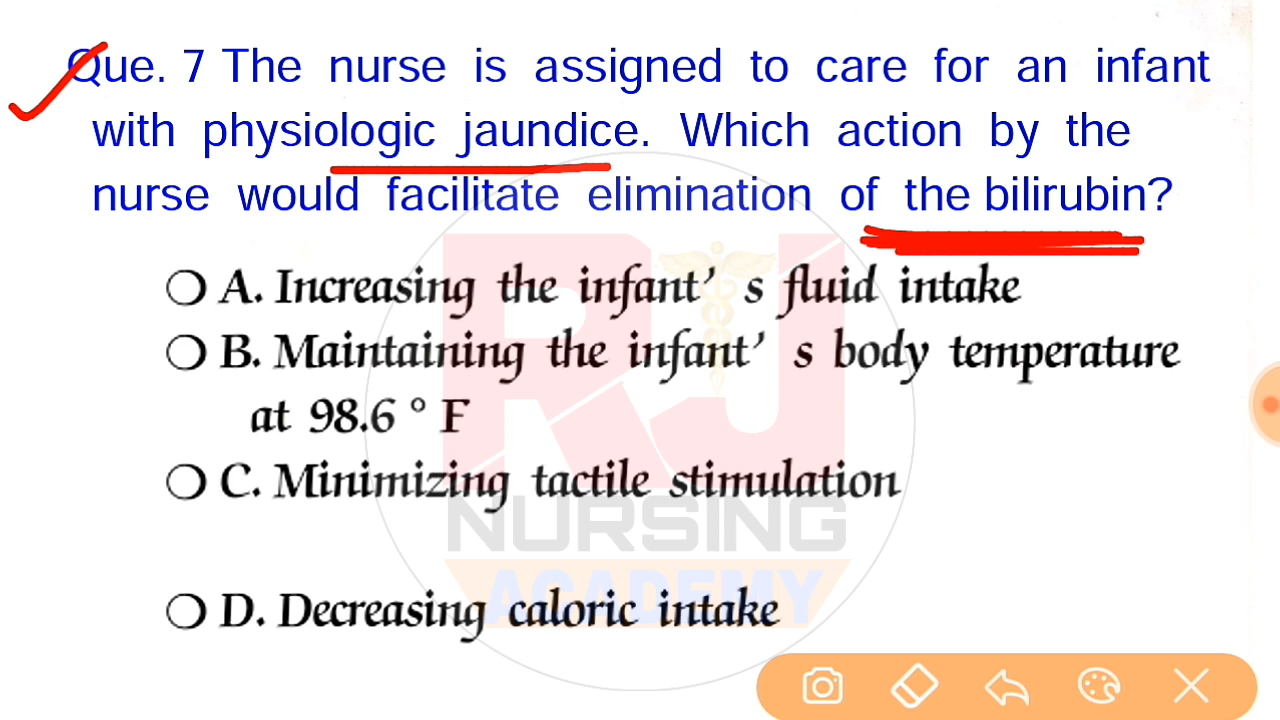 Que. 7 The nurse is assigned to care for an infant
with physiologic jaundice. Which action by the
nurse would facilitate elimination of the bilirubin?
A. Increasing the infant’ s fluid intake
B. Maintaining the infant’ s body temperature
at 98.6 ° F
C. Minimizing tactile stimulation
D. Decreasing caloric intake
RJ
NURSING
ACADEMY